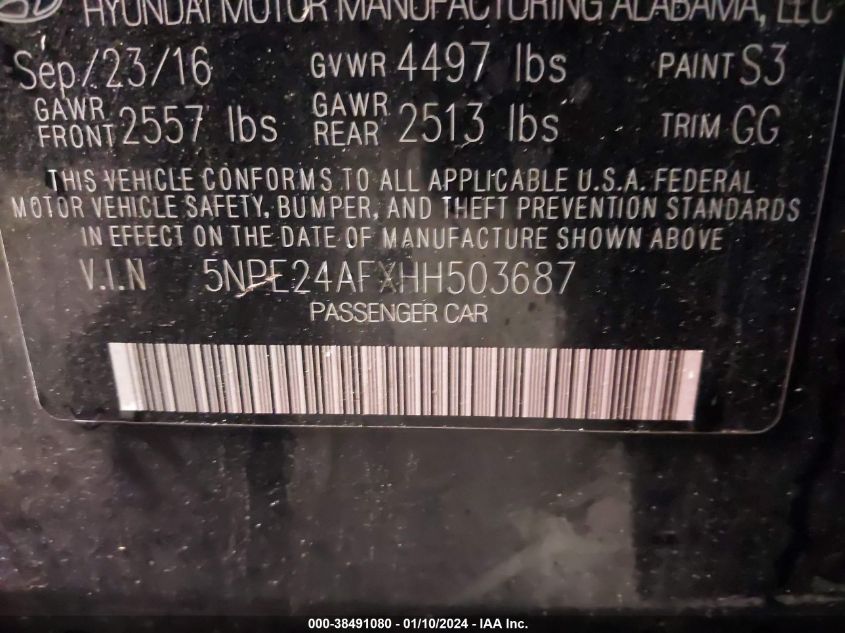 HYUNDAI MOTOR MANUFACTURING ALABAMA, LLC
Sep/23/16 GVWR 4497 lbs PAINT S3
GAWR FRONT 2557 lbs GAWR REAR 2513 lbs TRIM GG
THIS VEHICLE CONFORMS TO ALL APPLICABLE U.S.A. FEDERAL
MOTOR VEHICLE SAFETY, BUMPER, AND THEFT PREVENTION STANDARDS
IN EFFECT ON THE DATE OF MANUFACTURE SHOWN ABOVE
V.I.N 5NPE24AFXHH503687
PASSENGER CAR
000-38491080 - 01/10/2024 - IAA Inc.